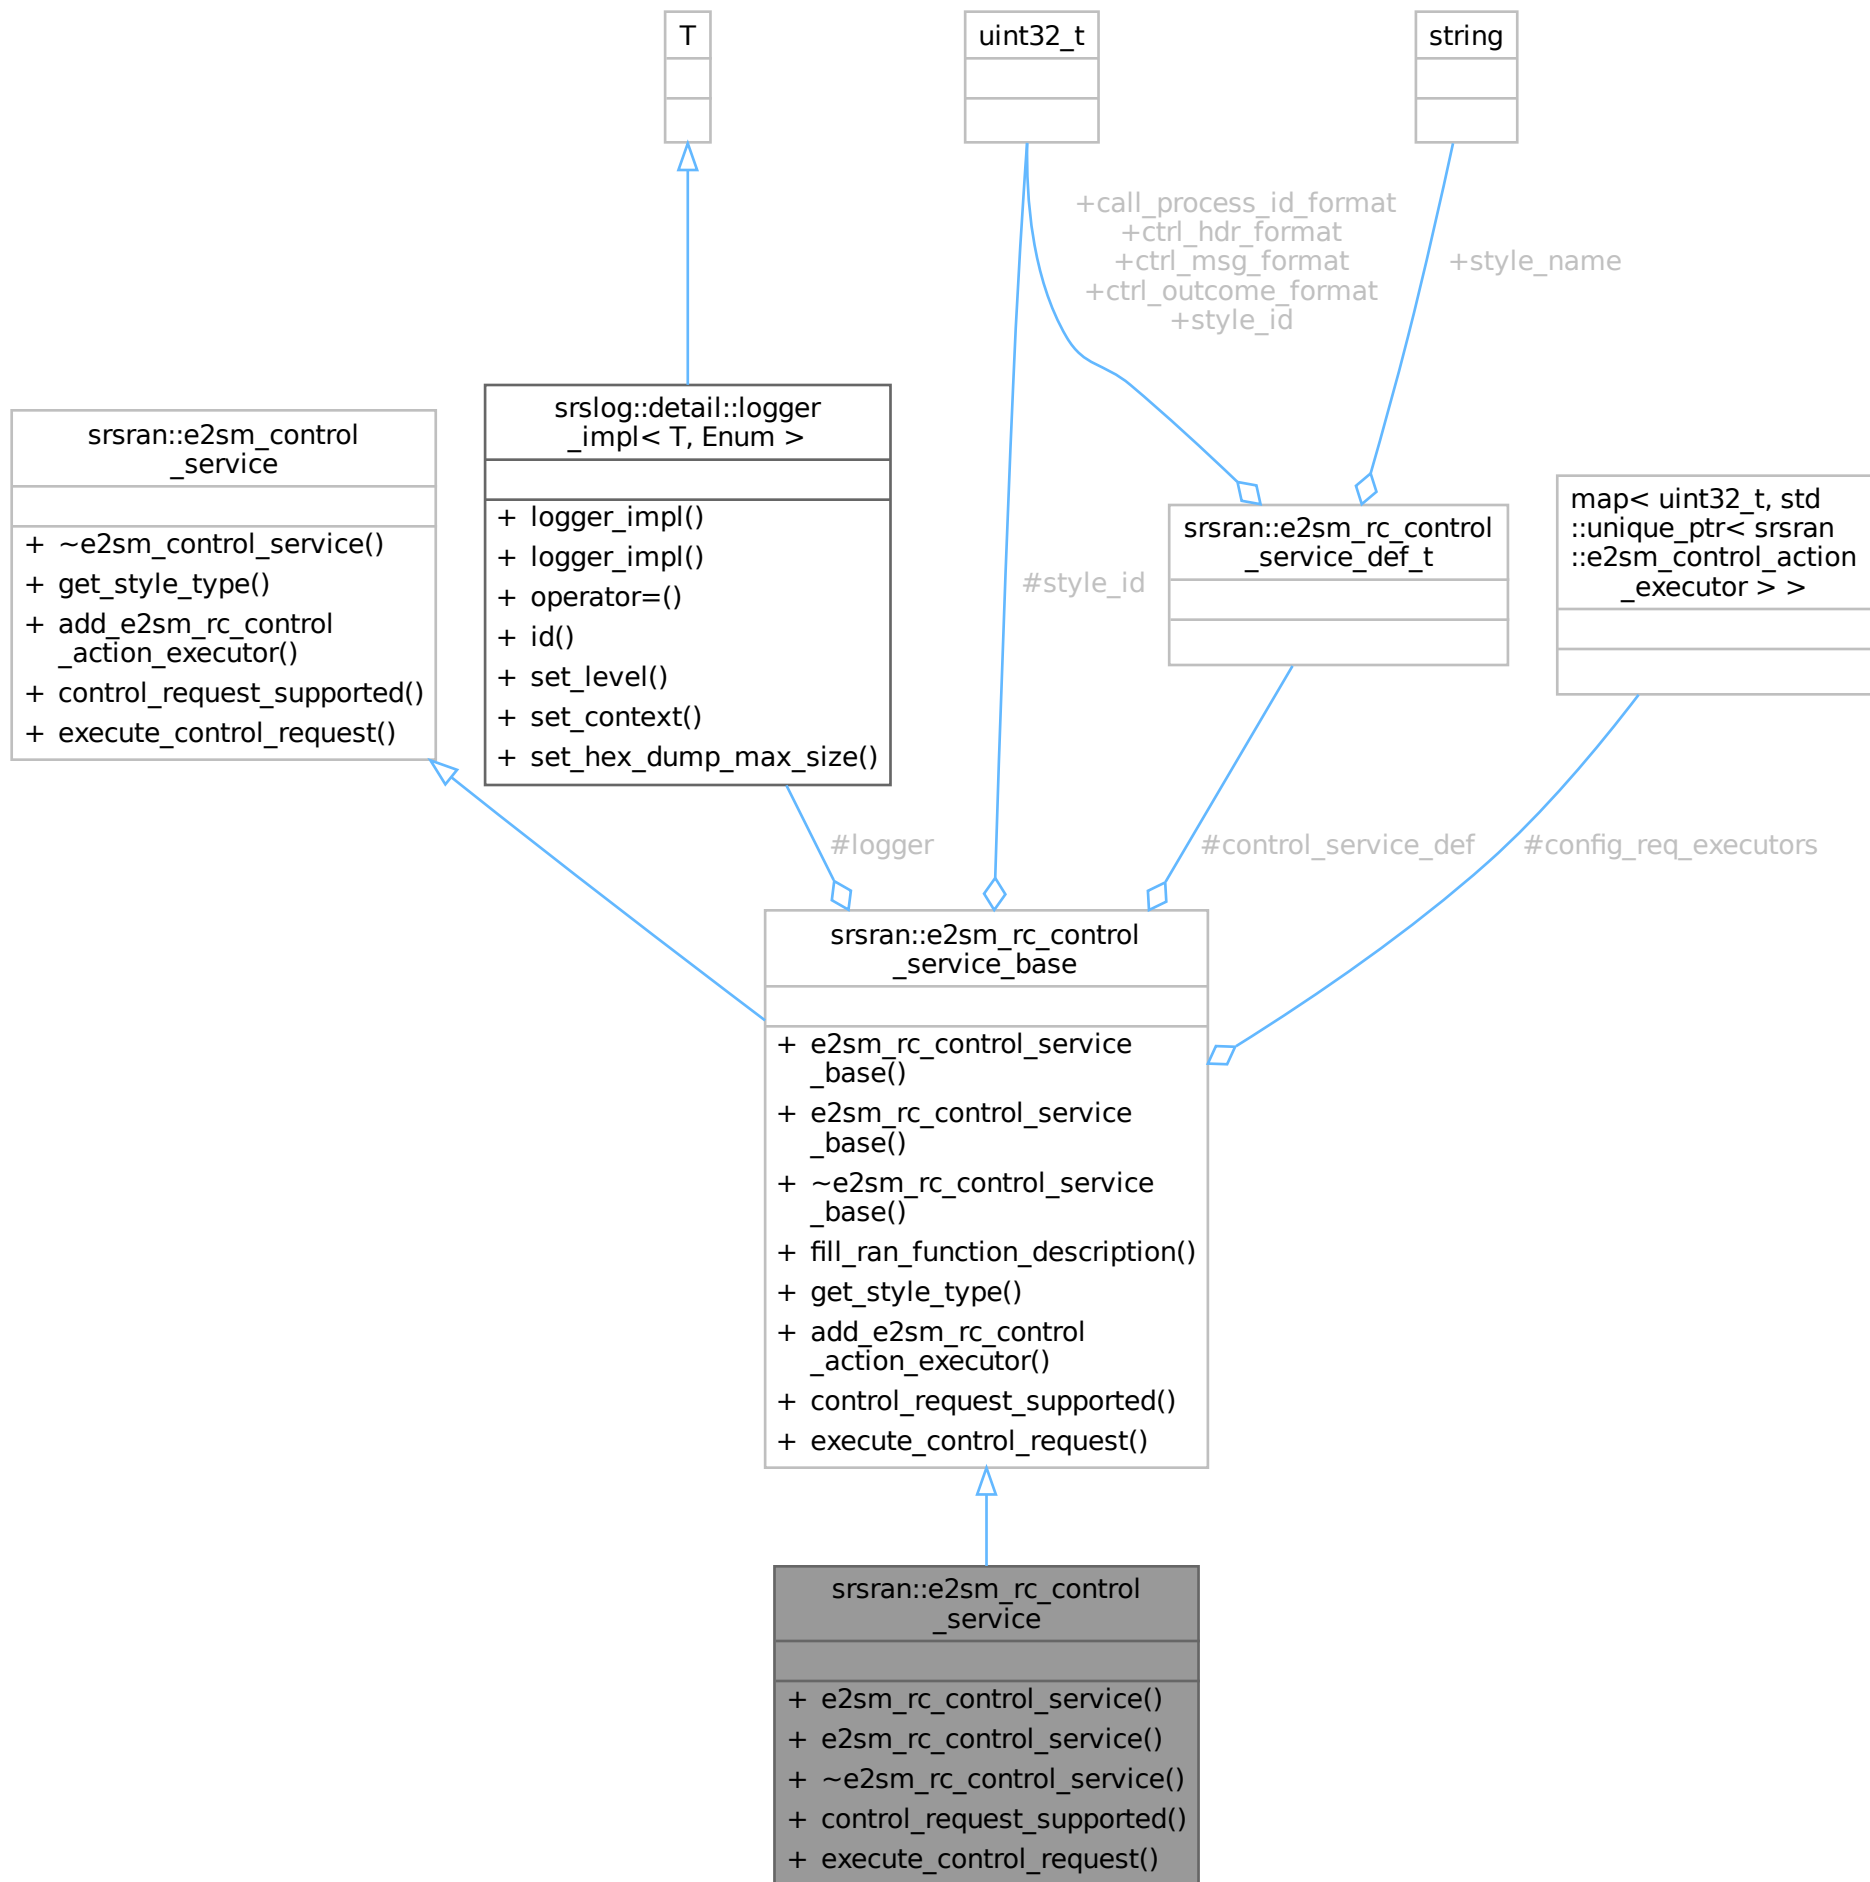 T
uint32_t
string
+call_process_id_format
+ctrl_hdr_format
+ctrl_msg_format
+ctrl_outcome_format
+style_id
+style_name
srsran::e2sm_control
_service
+ ~e2sm_control_service()
+ get_style_type()
+ add_e2sm_rc_control
_action_executor()
+ control_request_supported()
+ execute_control_request()
srslog::detail::logger
_impl< T, Enum >
+ logger_impl()
+ logger_impl()
+ operator=()
+ id()
+ set_level()
+ set_context()
+ set_hex_dump_max_size()
#style_id
srsran::e2sm_rc_control
_service_def_t
map< uint32_t, std
::unique_ptr< srsran
::e2sm_control_action
_executor > >
#logger
#control_service_def
#config_req_executors
srsran::e2sm_rc_control
_service_base
+ e2sm_rc_control_service
_base()
+ e2sm_rc_control_service
_base()
+ ~e2sm_rc_control_service
_base()
+ fill_ran_function_description()
+ get_style_type()
+ add_e2sm_rc_control
_action_executor()
+ control_request_supported()
+ execute_control_request()
srsran::e2sm_rc_control
_service
+ e2sm_rc_control_service()
+ e2sm_rc_control_service()
+ ~e2sm_rc_control_service()
+ control_request_supported()
+ execute_control_request()